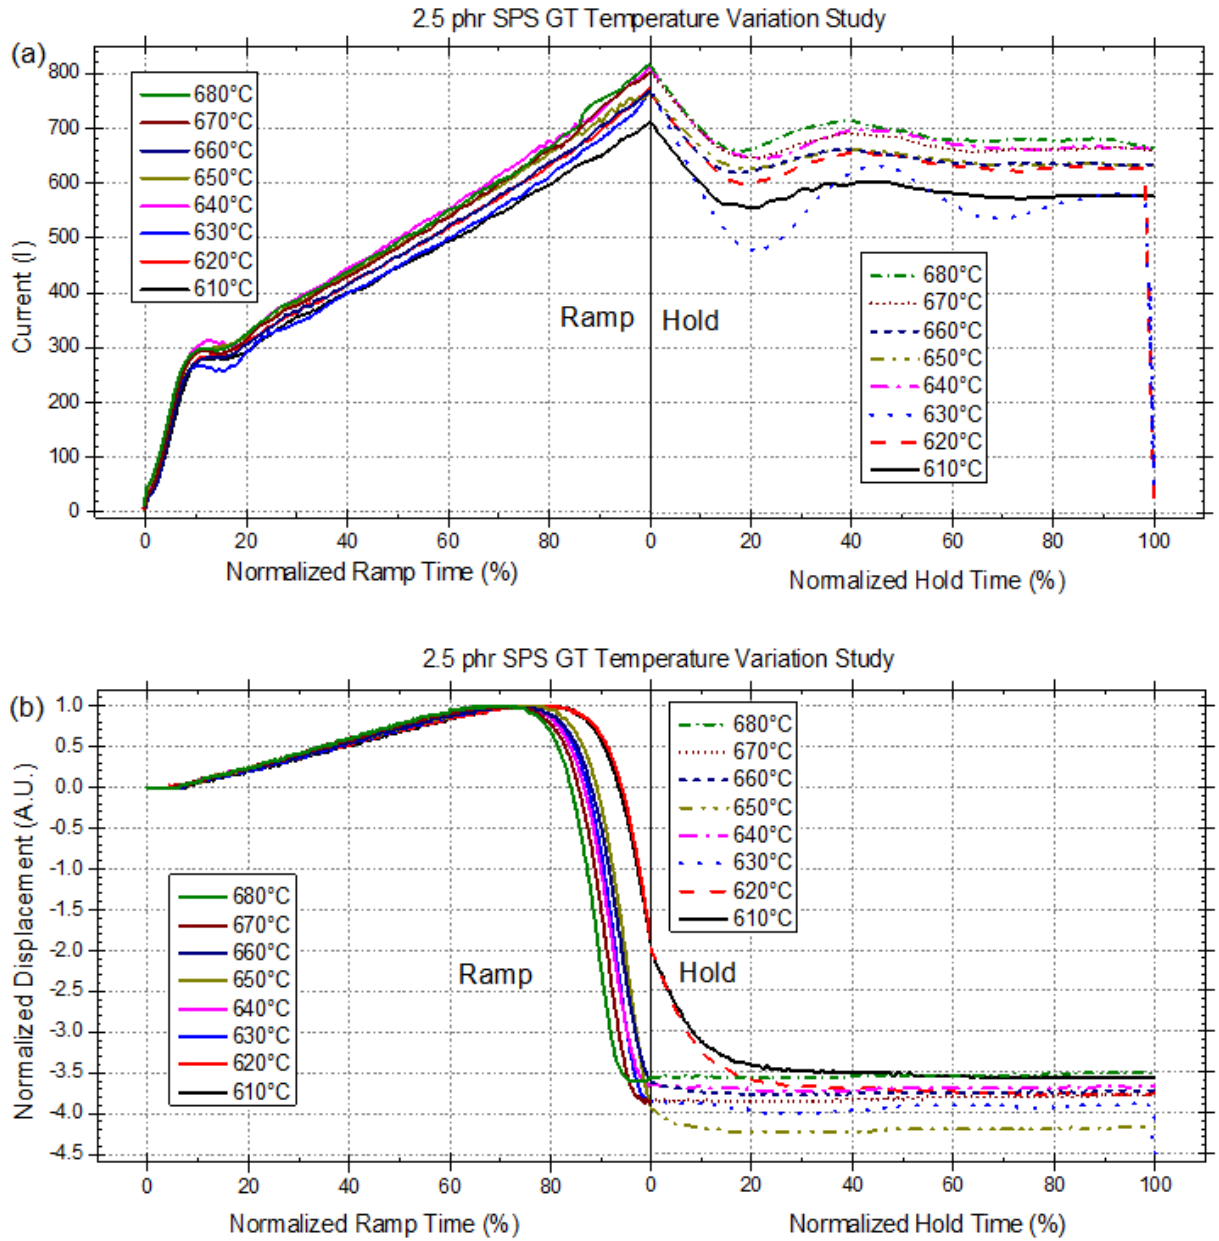 2.5 phr SPS GT Temperature Variation Study
(a)
800
700
600
500
400
300
200
100
0
Current (I)
680°C
670°C
660°C
650°C
640°C
630°C
620°C
610°C
Ramp
Hold
680°C
670°C
660°C
650°C
640°C
630°C
620°C
610°C
0 20 40 60 80 0 20 40 60 80 100
Normalized Ramp Time (%)
Normalized Hold Time (%)
2.5 phr SPS GT Temperature Variation Study
(b)
1.0
0.5
0.0
-0.5
-1.0
-1.5
-2.0
-2.5
-3.0
-3.5
-4.0
-4.5
Normalized Displacement (A.U.)
680°C
670°C
660°C
650°C
640°C
630°C
620°C
610°C
Ramp
Hold
680°C
670°C
660°C
650°C
640°C
630°C
620°C
610°C
0 20 40 60 80 0 20 40 60 80 100
Normalized Ramp Time (%)
Normalized Hold Time (%)